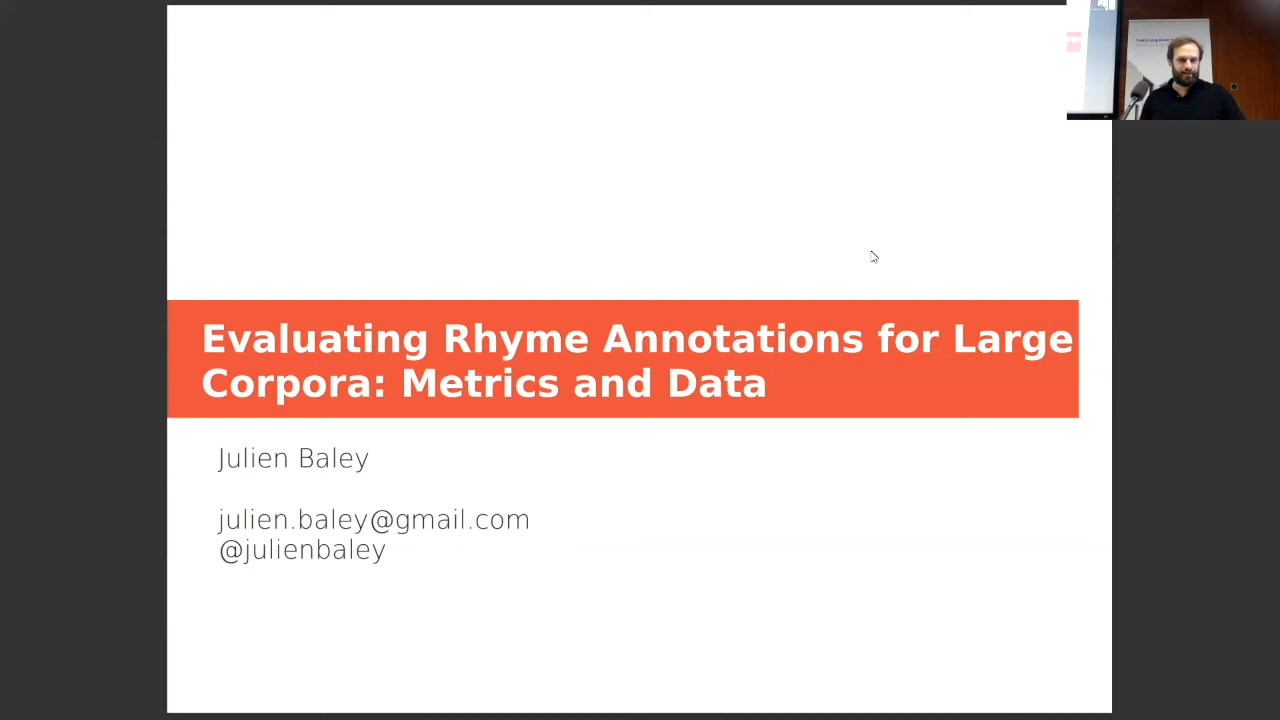 Evaluating Rhyme Annotations for Large
Corpora: Metrics and Data
Julien Baley
julien.baley@gmail.com
@julienbaley